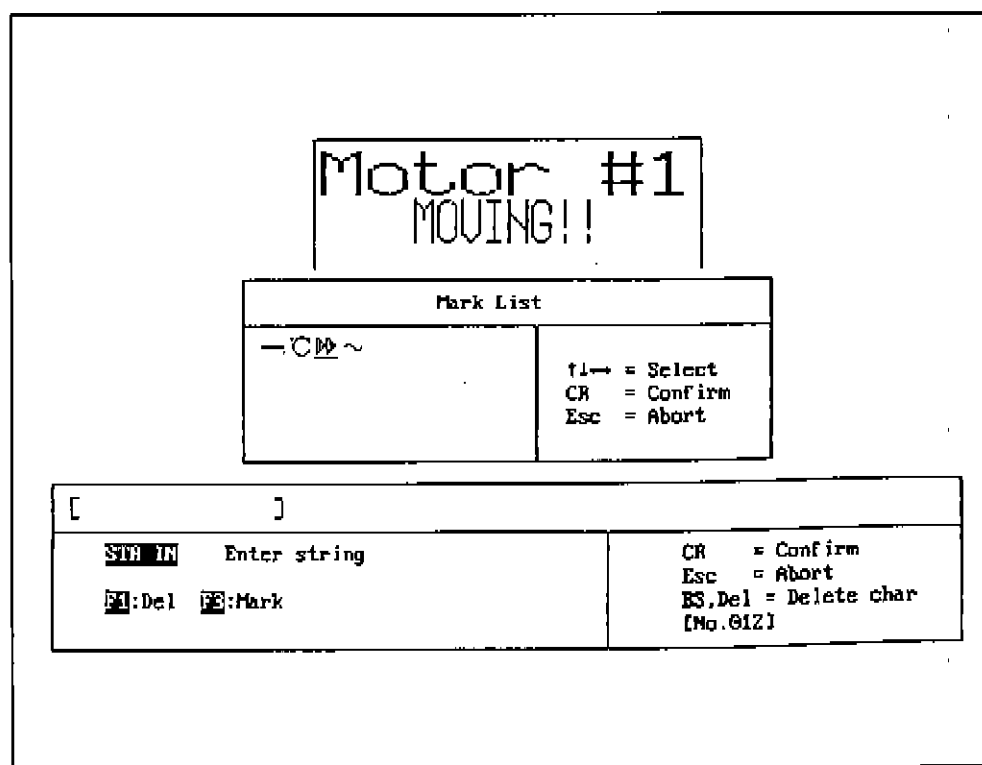 Motor #1
MOVING!!
Mark List
—.℃ ▶▶ ~
↑↓→ = Select
CR = Confirm
Esc = Abort
[ ]
STR IN Enter string
F1:Del F3:Mark
CR = Confirm
Esc = Abort
BS,Del = Delete char
[No.012]